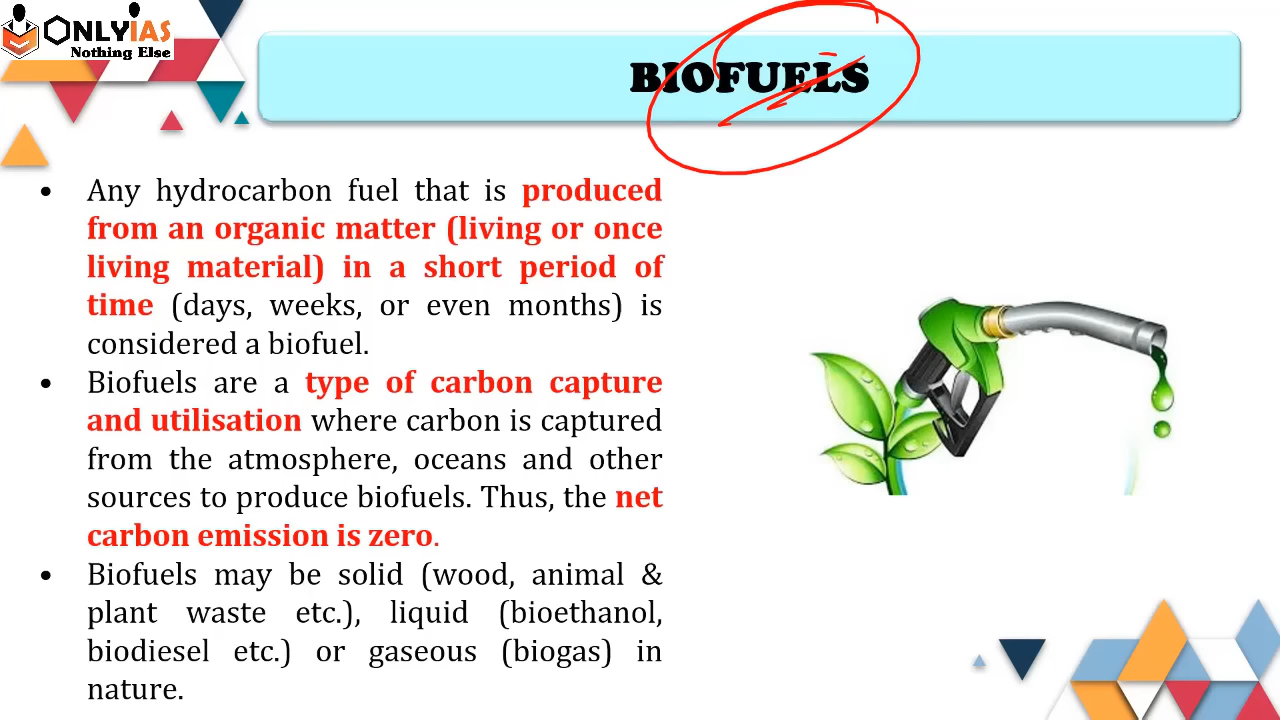 ONLYIAS
Nothing Else
BIOFUELS
• Any hydrocarbon fuel that is produced
from an organic matter (living or once
living material) in a short period of
time (days, weeks, or even months) is
considered a biofuel.
• Biofuels are a type of carbon capture
and utilisation where carbon is captured
from the atmosphere, oceans and other
sources to produce biofuels. Thus, the net
carbon emission is zero.
• Biofuels may be solid (wood, animal &
plant waste etc.), liquid (bioethanol,
biodiesel etc.) or gaseous (biogas) in
nature.